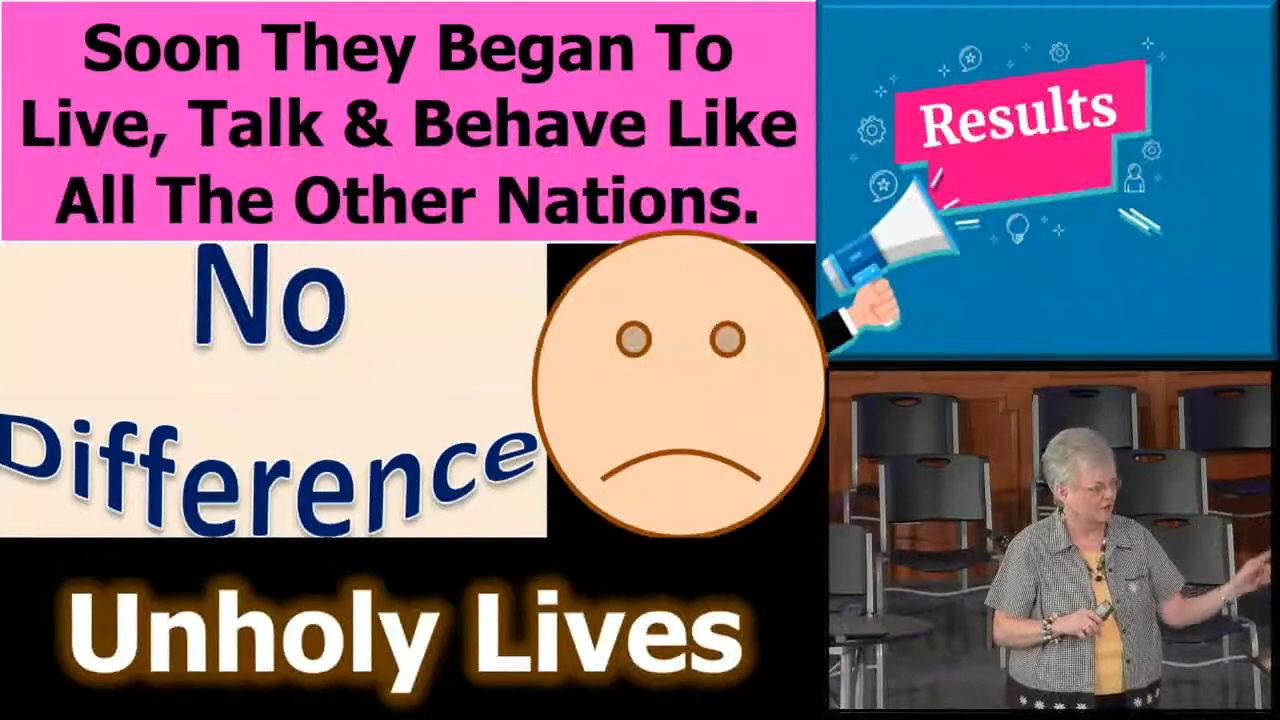 Soon They Began To
Live, Talk & Behave Like
All The Other Nations.
Results
No
Difference
Unholy Lives